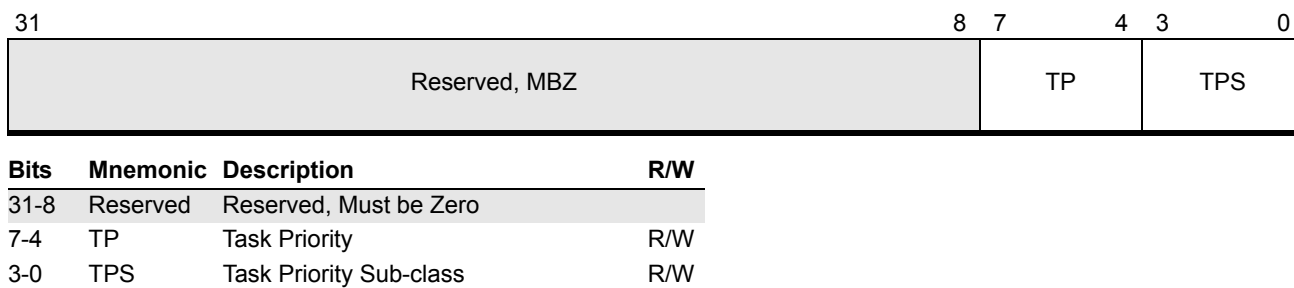 31 8 7 4 3 0
Reserved, MBZ TP TPS
Bits Mnemonic Description R/W
31-8 Reserved Reserved, Must be Zero
7-4 TP Task Priority R/W
3-0 TPS Task Priority Sub-class R/W